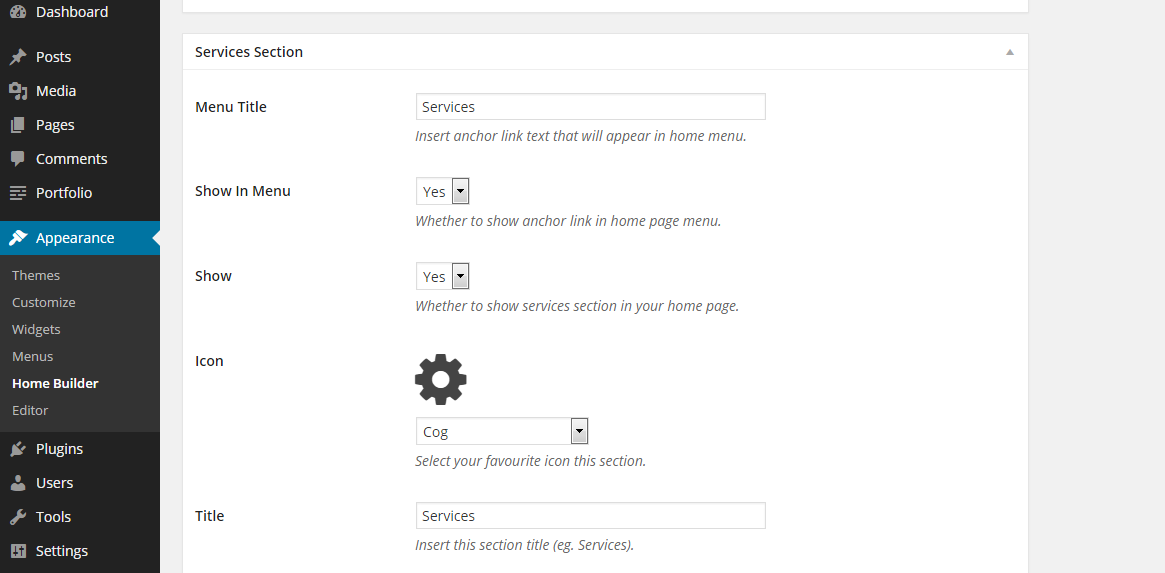 Dashboard
Posts
Media
Pages
Comments
Portfolio
Appearance
Themes
Customize
Widgets
Menus
Home Builder
Editor
Plugins
Users
Tools
Settings
Services Section
Menu Title
Services
Insert anchor link text that will appear in home menu.
Show In Menu
Yes
Whether to show anchor link in home page menu.
Show
Yes
Whether to show services section in your home page.
Icon
Cog
Select your favourite icon this section.
Title
Services
Insert this section title (eg. Services).